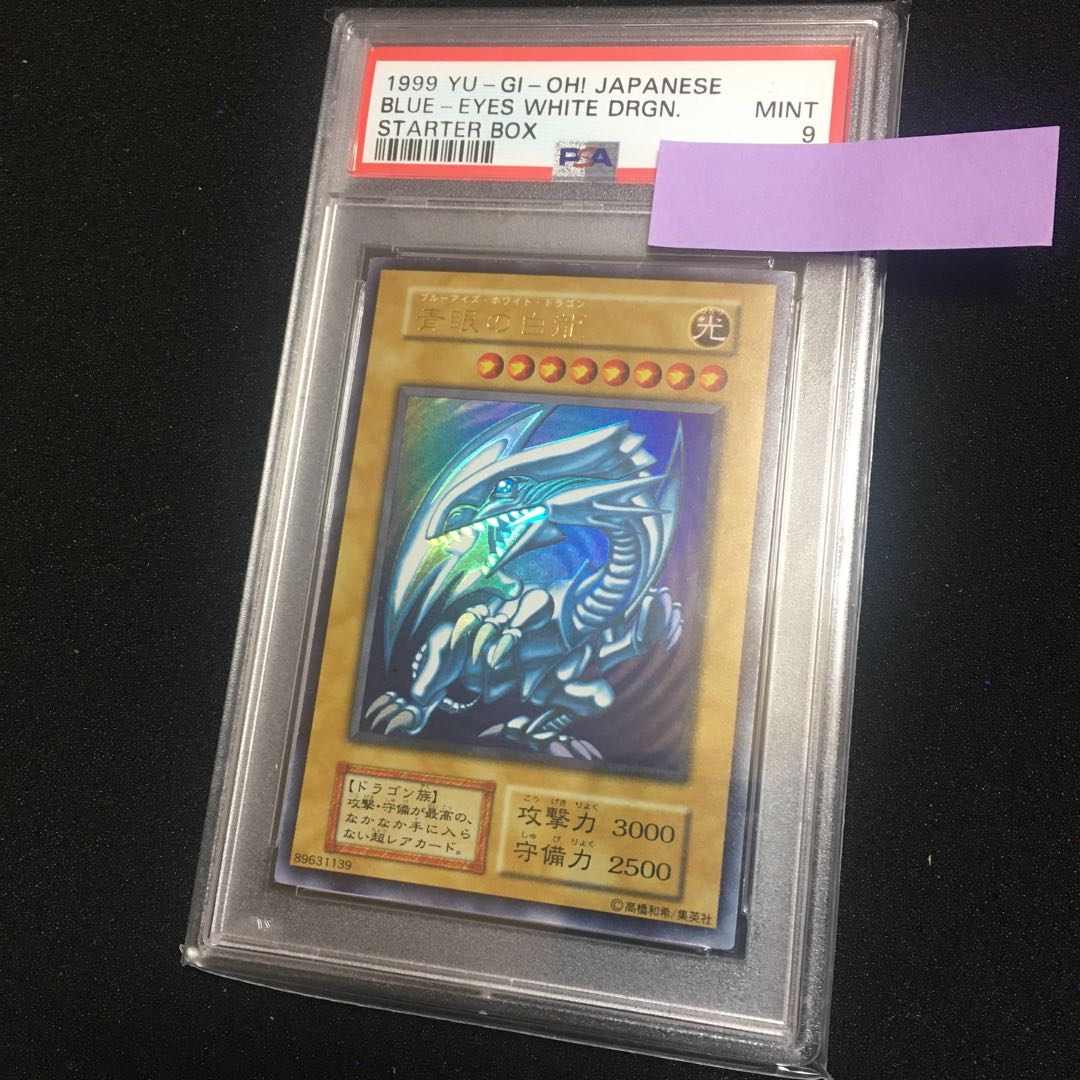 1999 YU-GI-OH! JAPANESE
BLUE-EYES WHITE DRGN. MINT
STARTER BOX 9
PSA
ブルーアイズ・ホワイト・ドラゴン
青眼の白龍
ひかり
光
【ドラゴン族】
攻撃・守備が最高の、
なかなか手に入ら
ない超レアカード。
こう げき りょく
攻撃力 3000
しゅ び りょく
守備力 2500
89631139
©高橋和希/集英社